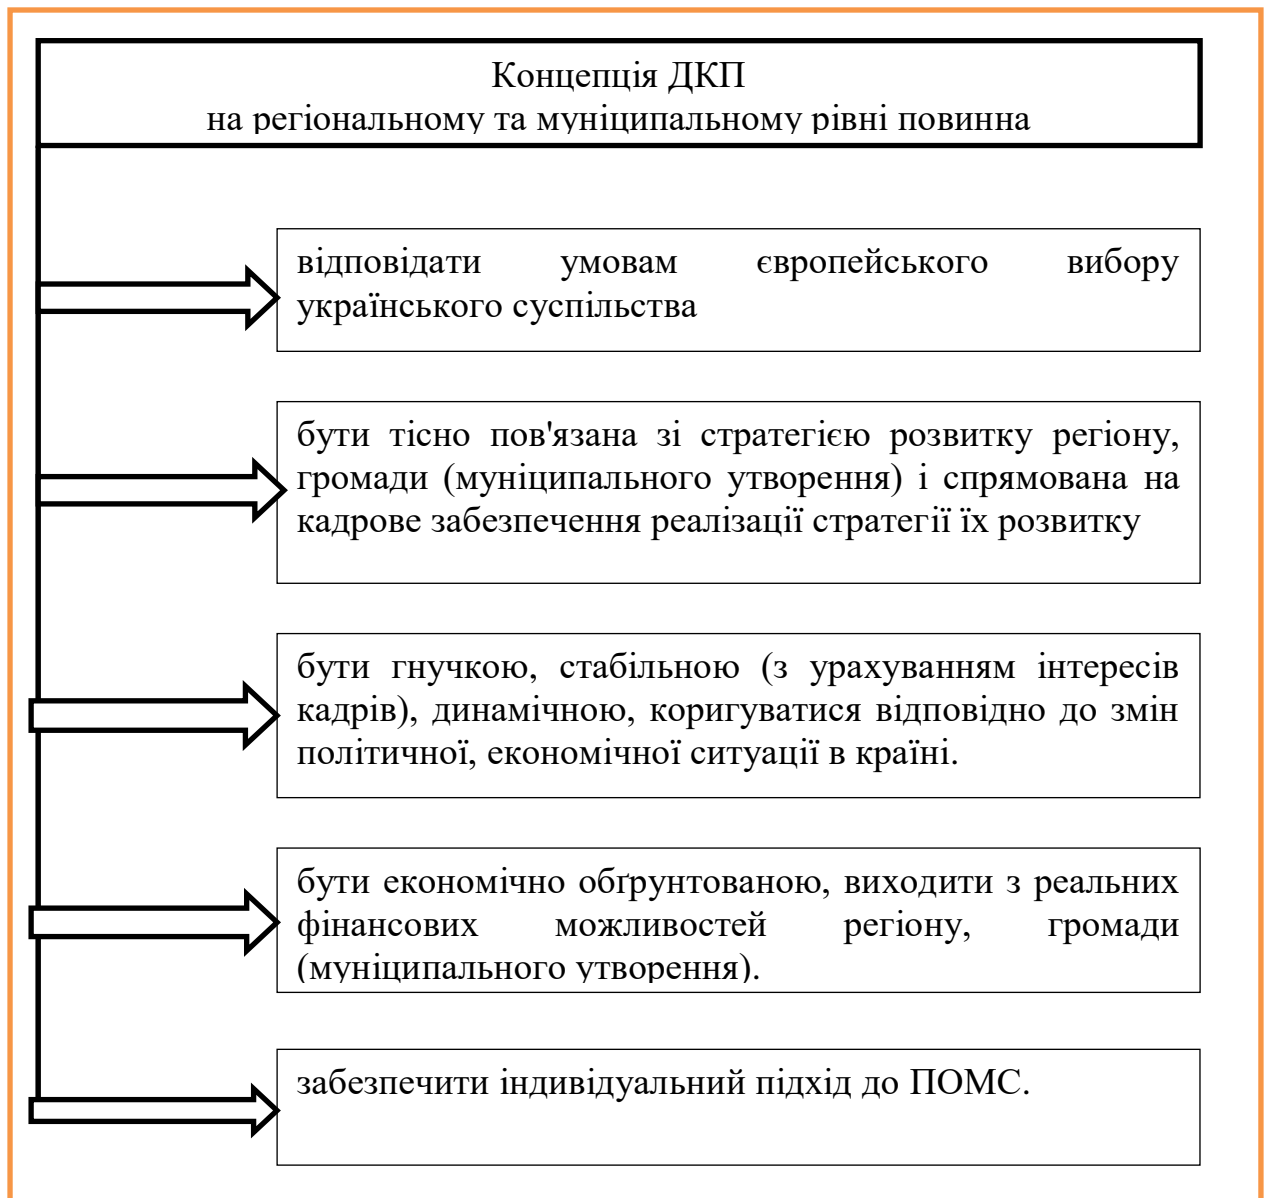 Концепція ДКП
на регіональному та муніципальному рівні повинна
відповідати умовам європейського вибору
українського суспільства
бути тісно пов'язана зі стратегією розвитку регіону,
громади (муніципального утворення) і спрямована на
кадрове забезпечення реалізації стратегії їх розвитку
бути гнучкою, стабільною (з урахуванням інтересів
кадрів), динамічною, коригуватися відповідно до змін
політичної, економічної ситуації в країні.
бути економічно обґрунтованою, виходити з реальних
фінансових можливостей регіону, громади
(муніципального утворення).
забезпечити індивідуальний підхід до ПОМС.